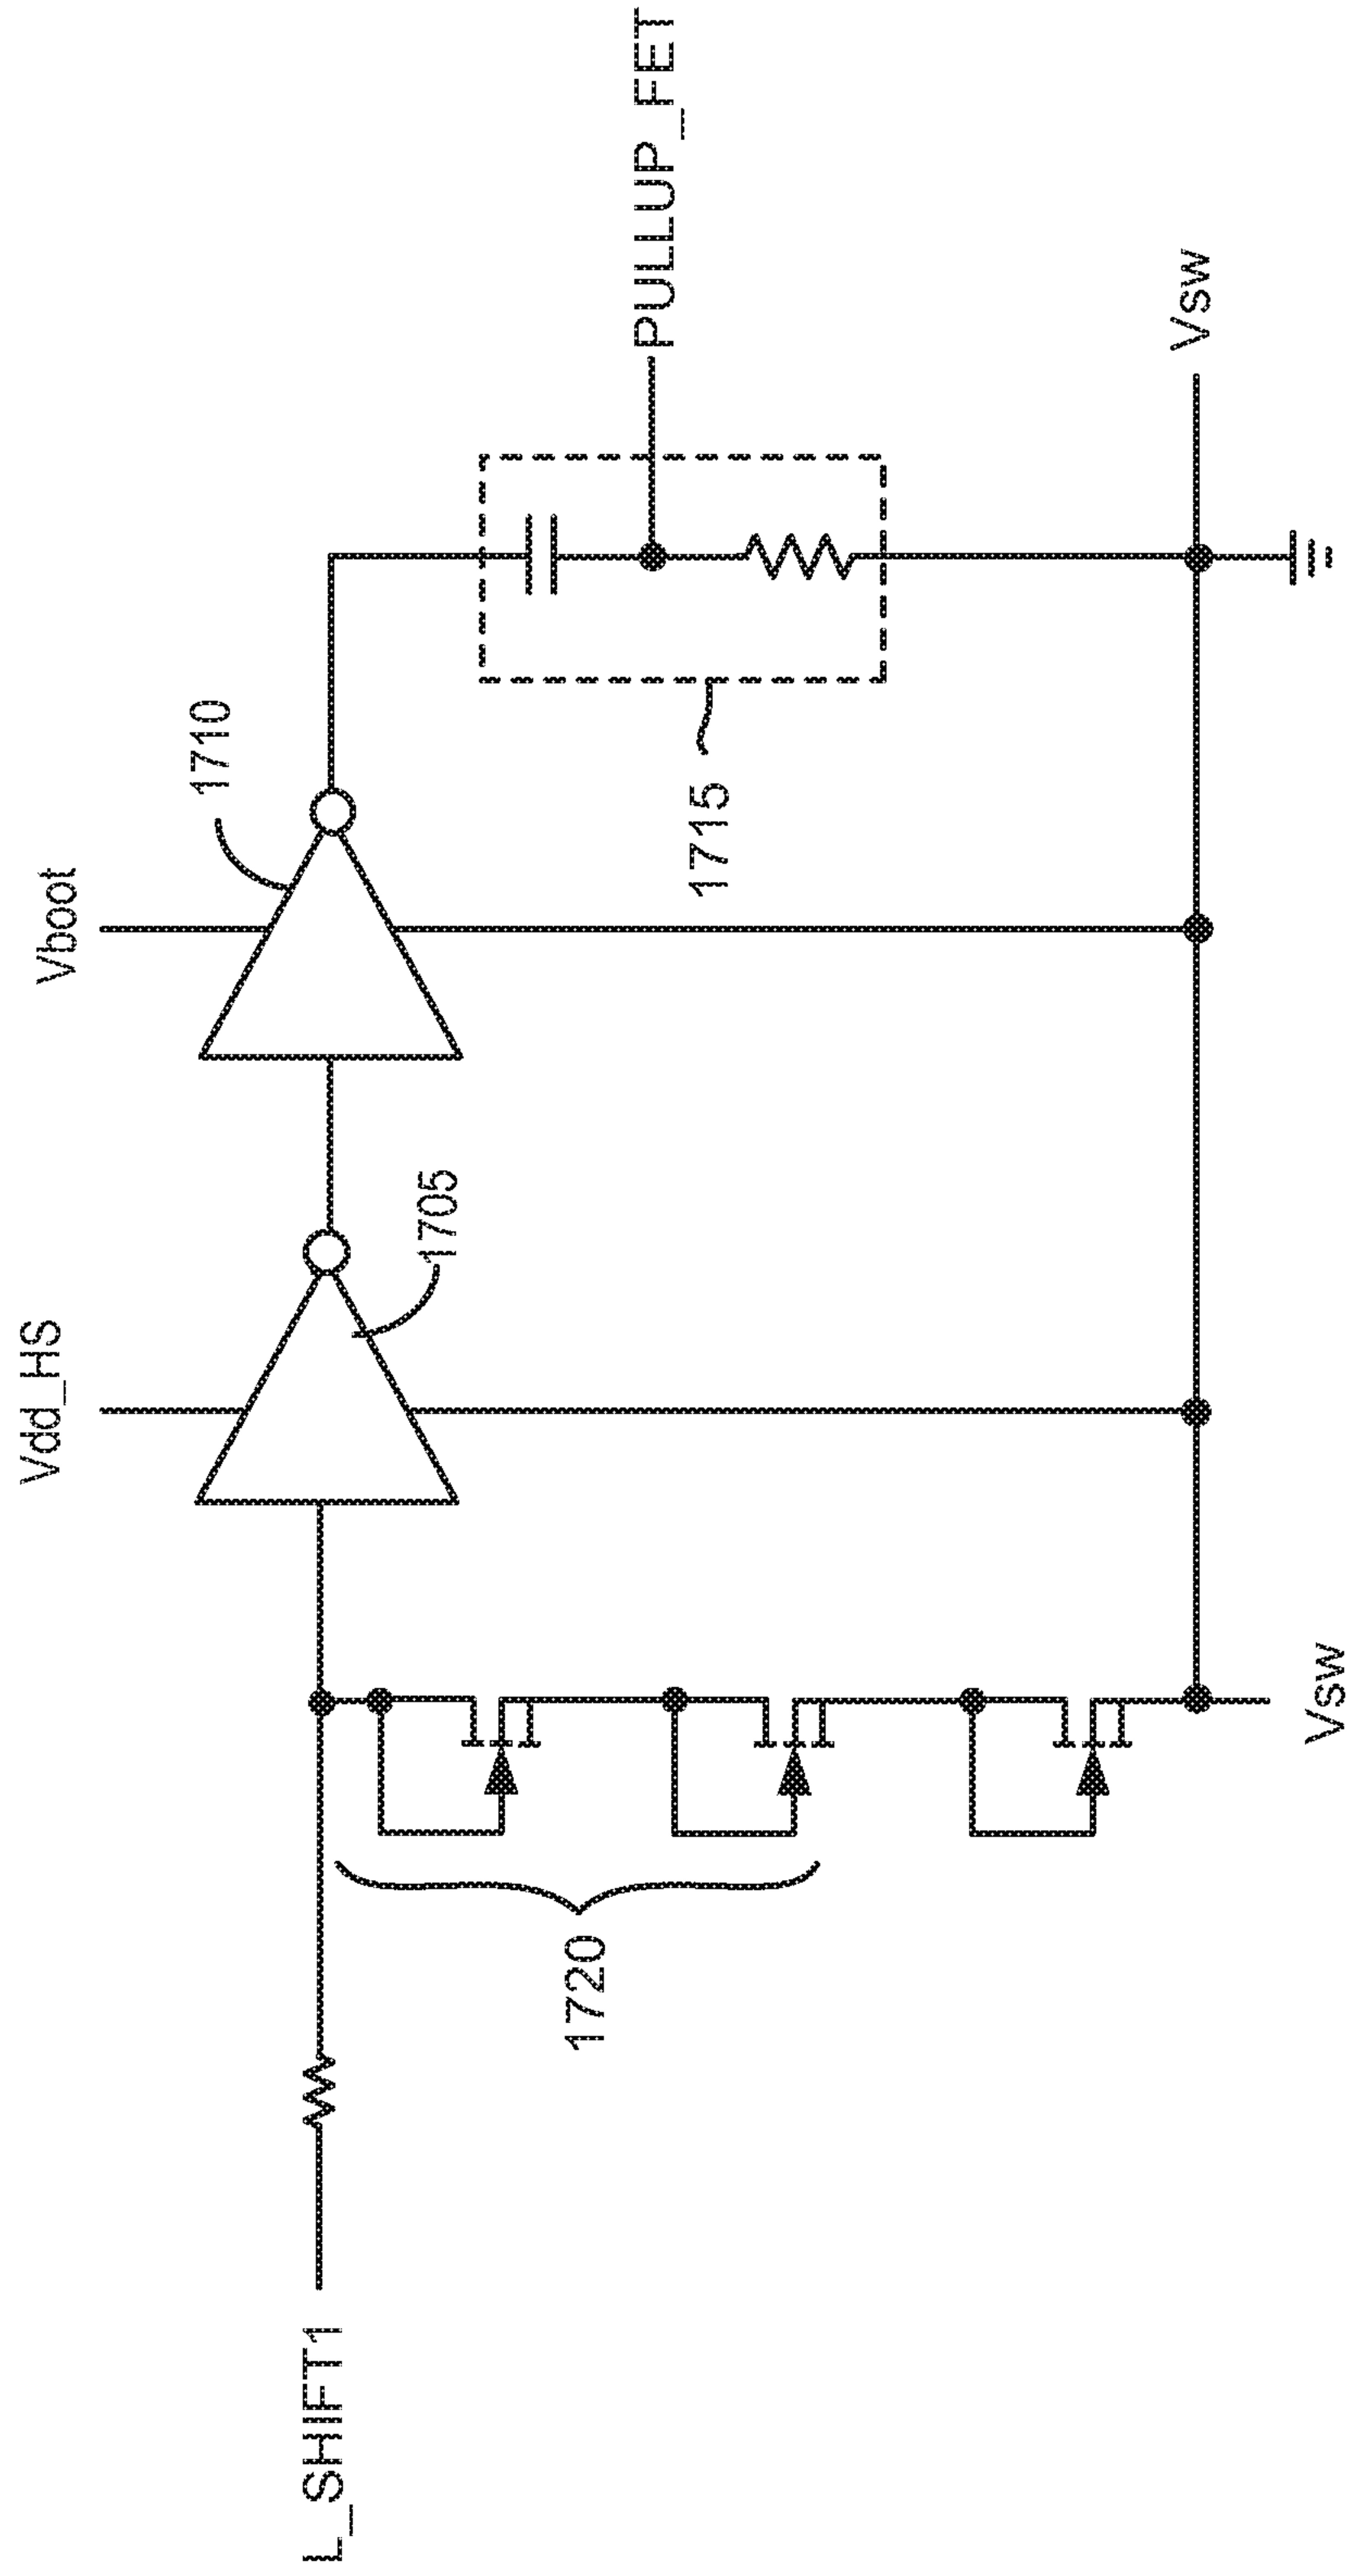 Vdd_HS
Vboot
1710
1705
L_SHIFT1
1720
1715
PULLUP_FET
Vsw
Vsw